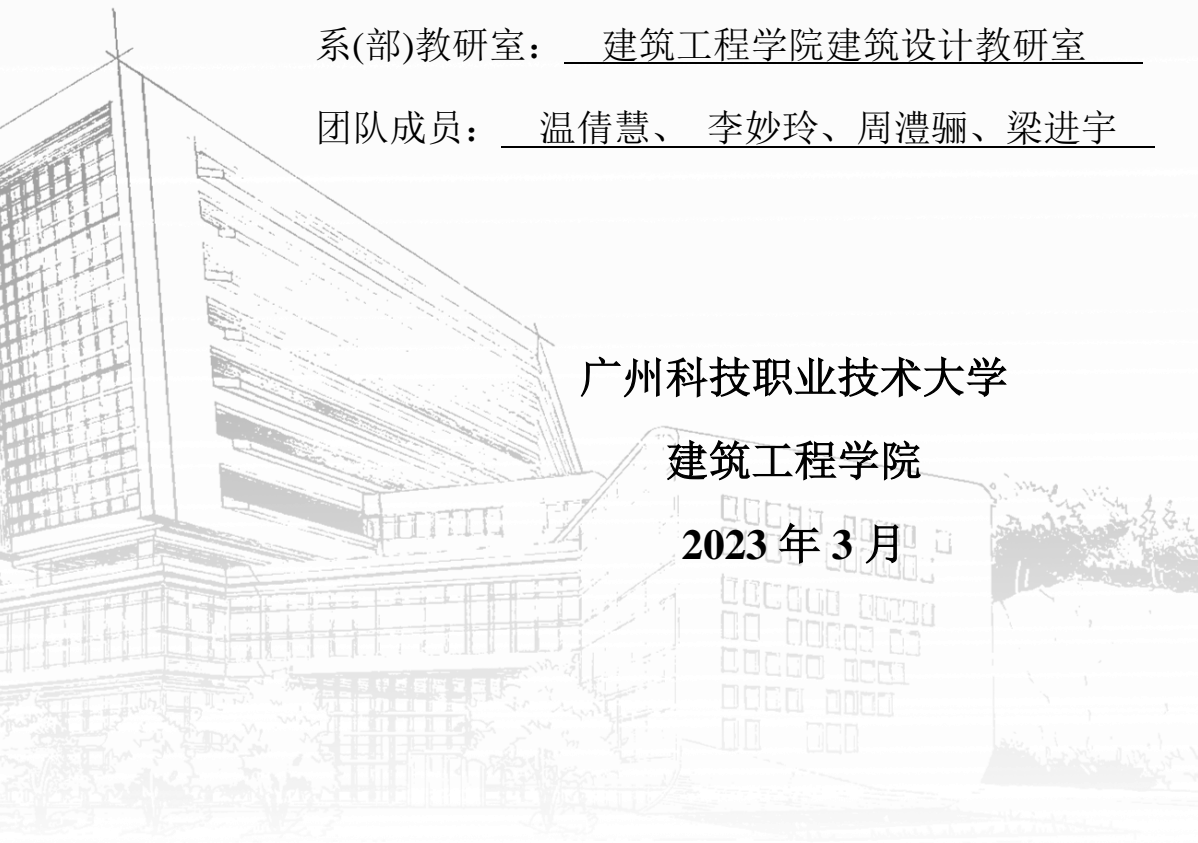 系(部)教研室: 建筑工程学院建筑设计教研室
团队成员: 温倩慧、 李妙玲、周澧骊、梁进宇
广州科技职业技术大学
建筑工程学院
2023 年 3 月